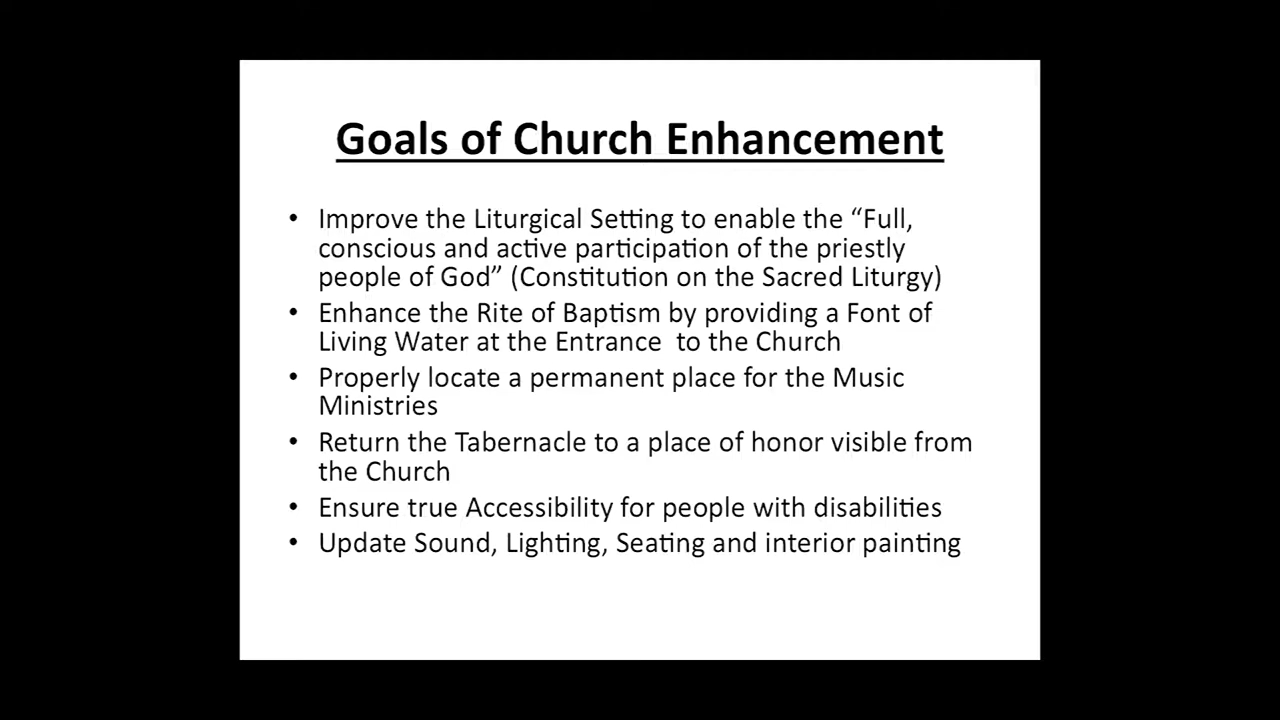 Goals of Church Enhancement
• Improve the Liturgical Setting to enable the “Full,
conscious and active participation of the priestly
people of God” (Constitution on the Sacred Liturgy)
• Enhance the Rite of Baptism by providing a Font of
Living Water at the Entrance  to the Church
• Properly locate a permanent place for the Music
Ministries
• Return the Tabernacle to a place of honor visible from
the Church
• Ensure true Accessibility for people with disabilities
• Update Sound, Lighting, Seating and interior painting